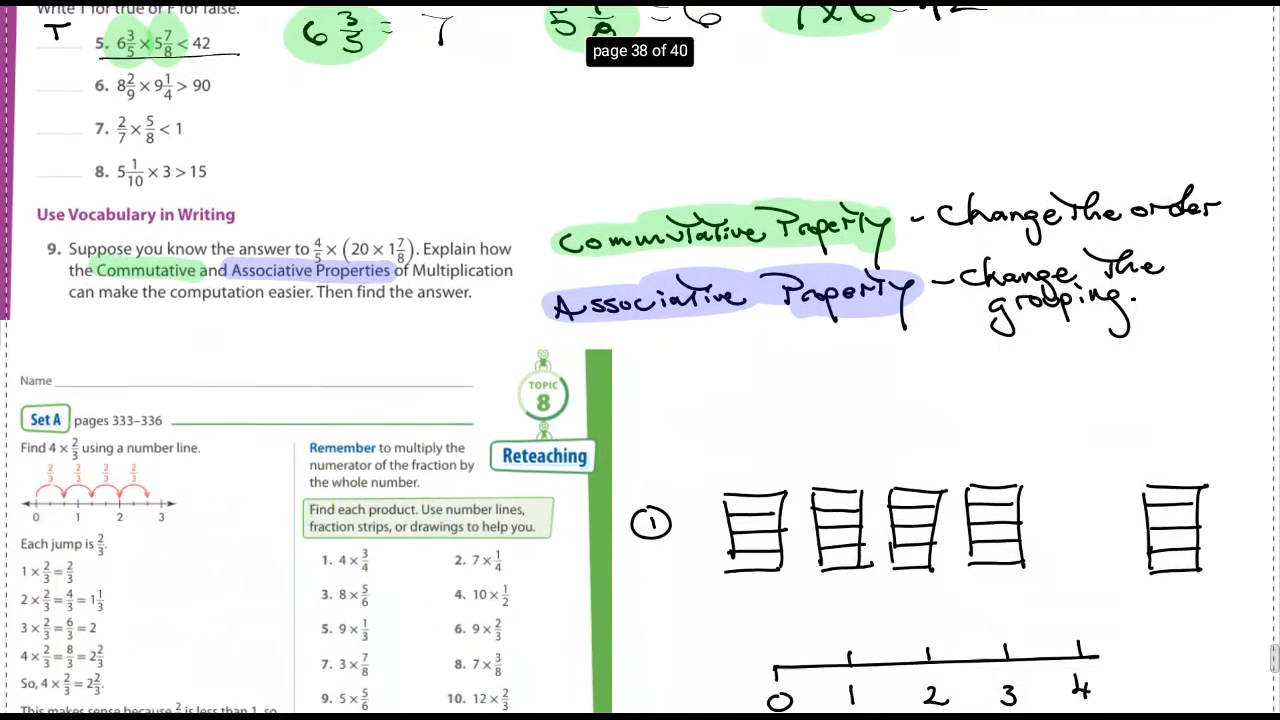 Write T for true or F for false.
T 5. 6 3/5 × 5 7/8 < 42
6 3/5 = 7
= 6
7 × 6 = 42
page 38 of 40
6. 8 2/9 × 9 1/4 > 90
7. 2/7 × 5/8 < 1
8. 5 1/10 × 3 > 15
Use Vocabulary in Writing
9. Suppose you know the answer to 4/5 × (20 × 1 7/8). Explain how
the Commutative and Associative Properties of Multiplication
can make the computation easier. Then find the answer.
Commutative Property - Change The order
Associative Property - change The
grouping.
Name
TOPIC
8
Set A pages 333–336
Reteaching
Find 4 × 2/3 using a number line.
2/3 2/3 2/3 2/3
0 1 2 3
Each jump is 2/3.
1 × 2/3 = 2/3
2 × 2/3 = 4/3 = 1 1/3
3 × 2/3 = 6/3 = 2
4 × 2/3 = 8/3 = 2 2/3
So, 4 × 2/3 = 2 2/3.
This makes sense because 2/3 is less than 1, so
Remember to multiply the
numerator of the fraction by
the whole number.
Find each product. Use number lines,
fraction strips, or drawings to help you.
1. 4 × 3/4 2. 7 × 1/4
3. 8 × 5/6 4. 10 × 1/2
5. 9 × 1/3 6. 9 × 2/3
7. 3 × 7/8 8. 7 × 3/8
9. 5 × 5/6 10. 12 × 2/3
1
0 1 2 3 4